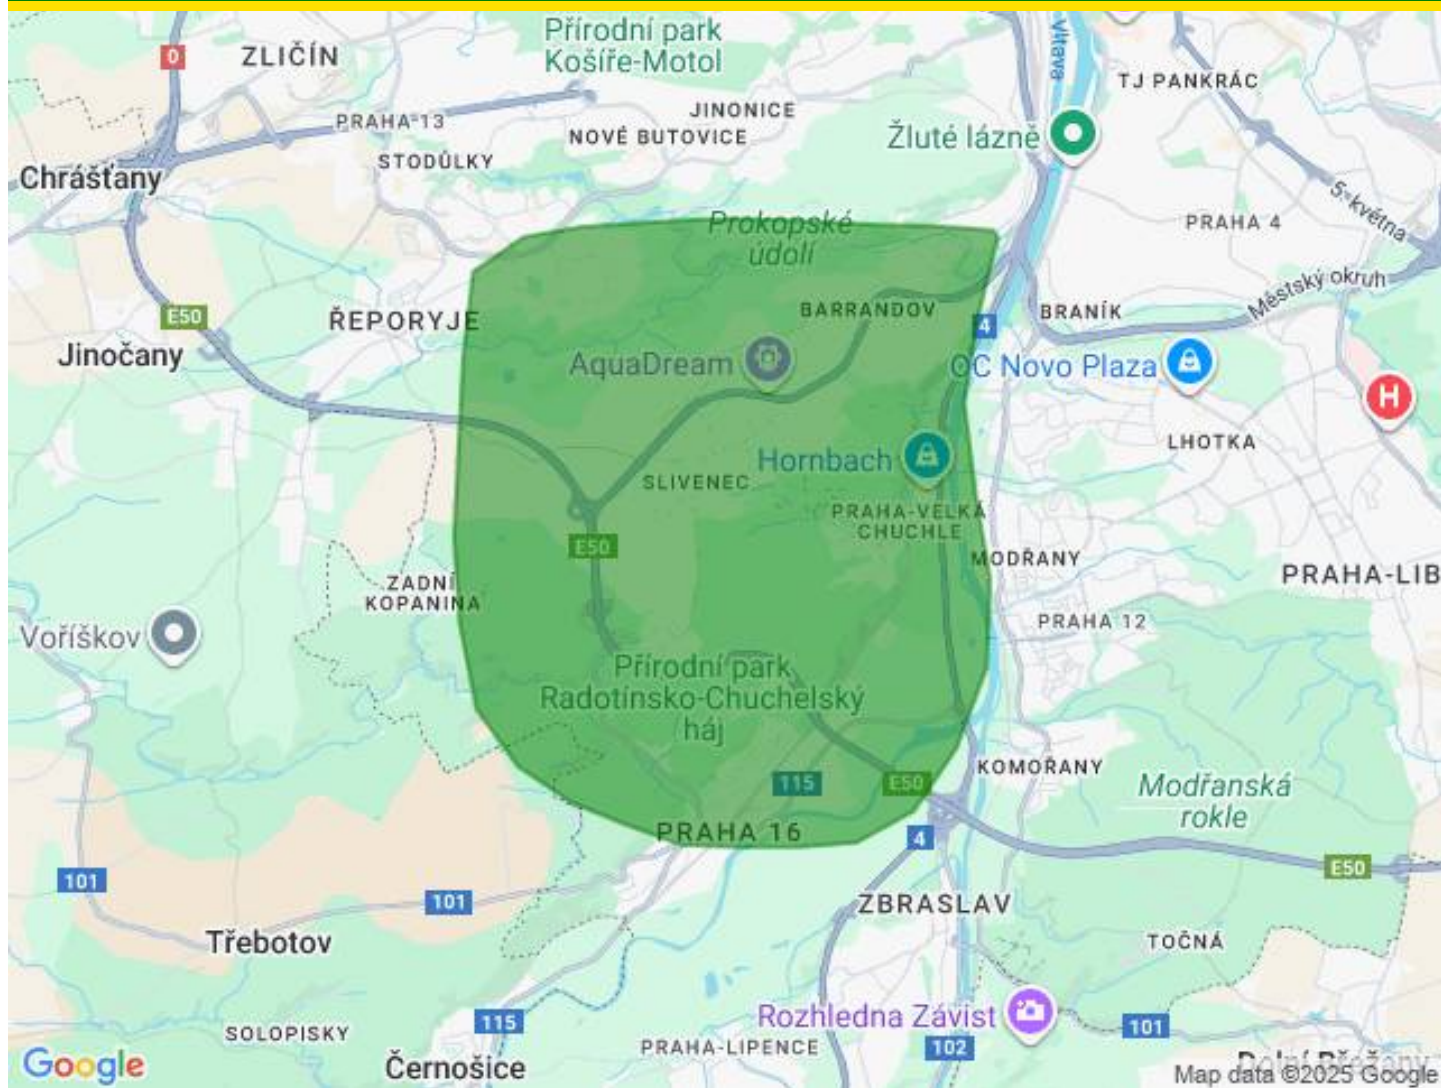 Přírodní park
Košíře-Motol
Vltava
0
ZLIČÍN
TJ PANKRÁC
JINONICE
PRAHA 13
NOVÉ BUTOVICE
Žluté lázně
STODŮLKY
Chrášťany
5. května
Prokopské
údolí
PRAHA 4
Městský okruh
E50
ŘEPORYJE
BARRANDOV
4
BRANÍK
Jinočany
AquaDream
OC Novo Plaza
H
LHOTKA
Hornbach
SLIVENEC
PRAHA-VELKÁ
CHUCHLE
E50
MODŘANY
ZADNÍ
KOPANINA
PRAHA-LIB
Voříškov
PRAHA 12
Přírodní park
Radotínsko-Chuchelský
háj
KOMOŘANY
115
E50
Modřanská
rokle
PRAHA 16
4
E50
101
101
ZBRASLAV
Třebotov
TOČNÁ
Rozhledna Závist
115
101
SOLOPISKY
PRAHA-LIPENCE
102
Google
Černošice
Dolní Břežany
Map data ©2025 Google